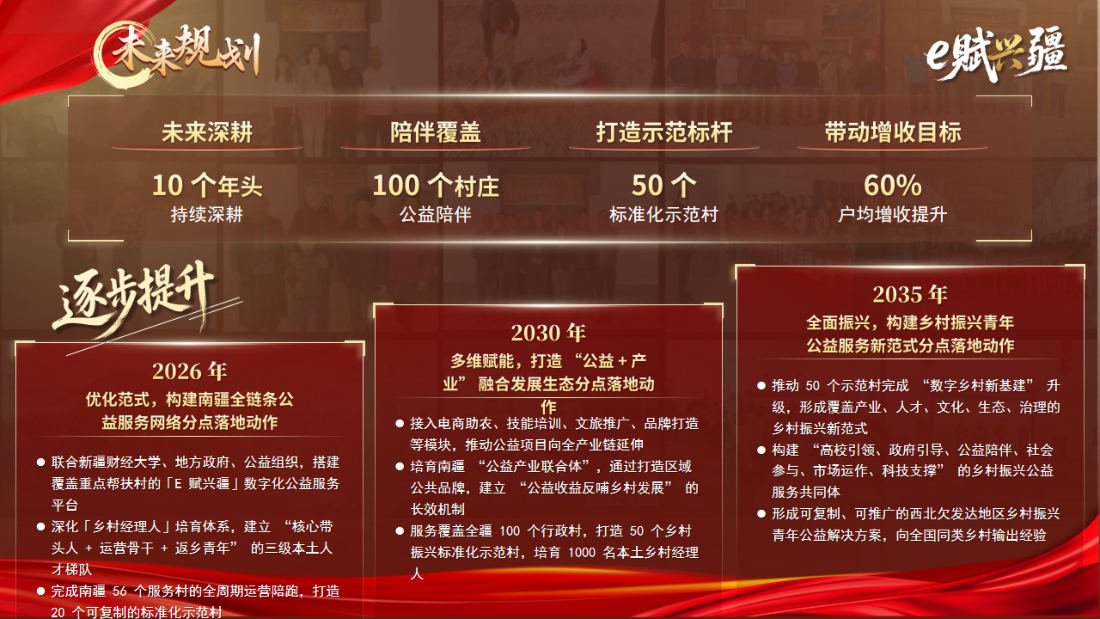 未来规划
e赋兴疆
未来深耕
陪伴覆盖
打造示范标杆
带动增收目标
10 个年头
100 个村庄
50 个
60%
持续深耕
公益陪伴
标准化示范村
户均增收提升
逐步提升
2026 年
优化范式，构建南疆全链条公
益服务网络分点落地动作
● 联合新疆财经大学、地方政府、公益组织，搭建
覆盖重点帮扶村的「E 赋兴疆」数字化公益服务
平台
● 深化「乡村经理人」培育体系，建立 “核心带
头人 + 运营骨干 + 返乡青年” 的三级本土人
才梯队
● 完成南疆 56 个服务村的全周期运营陪跑，打造
20 个可复制的标准化示范村
2030 年
多维赋能，打造 “公益 + 产
业” 融合发展生态分点落地动
作
● 接入电商助农、技能培训、文旅推广、品牌打造
等模块，推动公益项目向全产业链延伸
● 培育南疆 “公益产业联合体”，通过打造区域
公共品牌，建立 “公益收益反哺乡村发展” 的
长效机制
● 服务覆盖全疆 100 个行政村，打造 50 个乡村
振兴标准化示范村，培育 1000 名本土乡村经理
人
2035 年
全面振兴，构建乡村振兴青年
公益服务新范式分点落地动作
● 推动 50 个示范村完成 “数字乡村新基建” 升
级，形成覆盖产业、人才、文化、生态、治理的
乡村振兴新范式
● 构建 “高校引领、政府引导、公益陪伴、社会
参与、市场运作、科技支撑” 的乡村振兴公益
服务共同体
● 形成可复制、可推广的西北欠发达地区乡村振兴
青年公益解决方案，向全国同类乡村输出经验